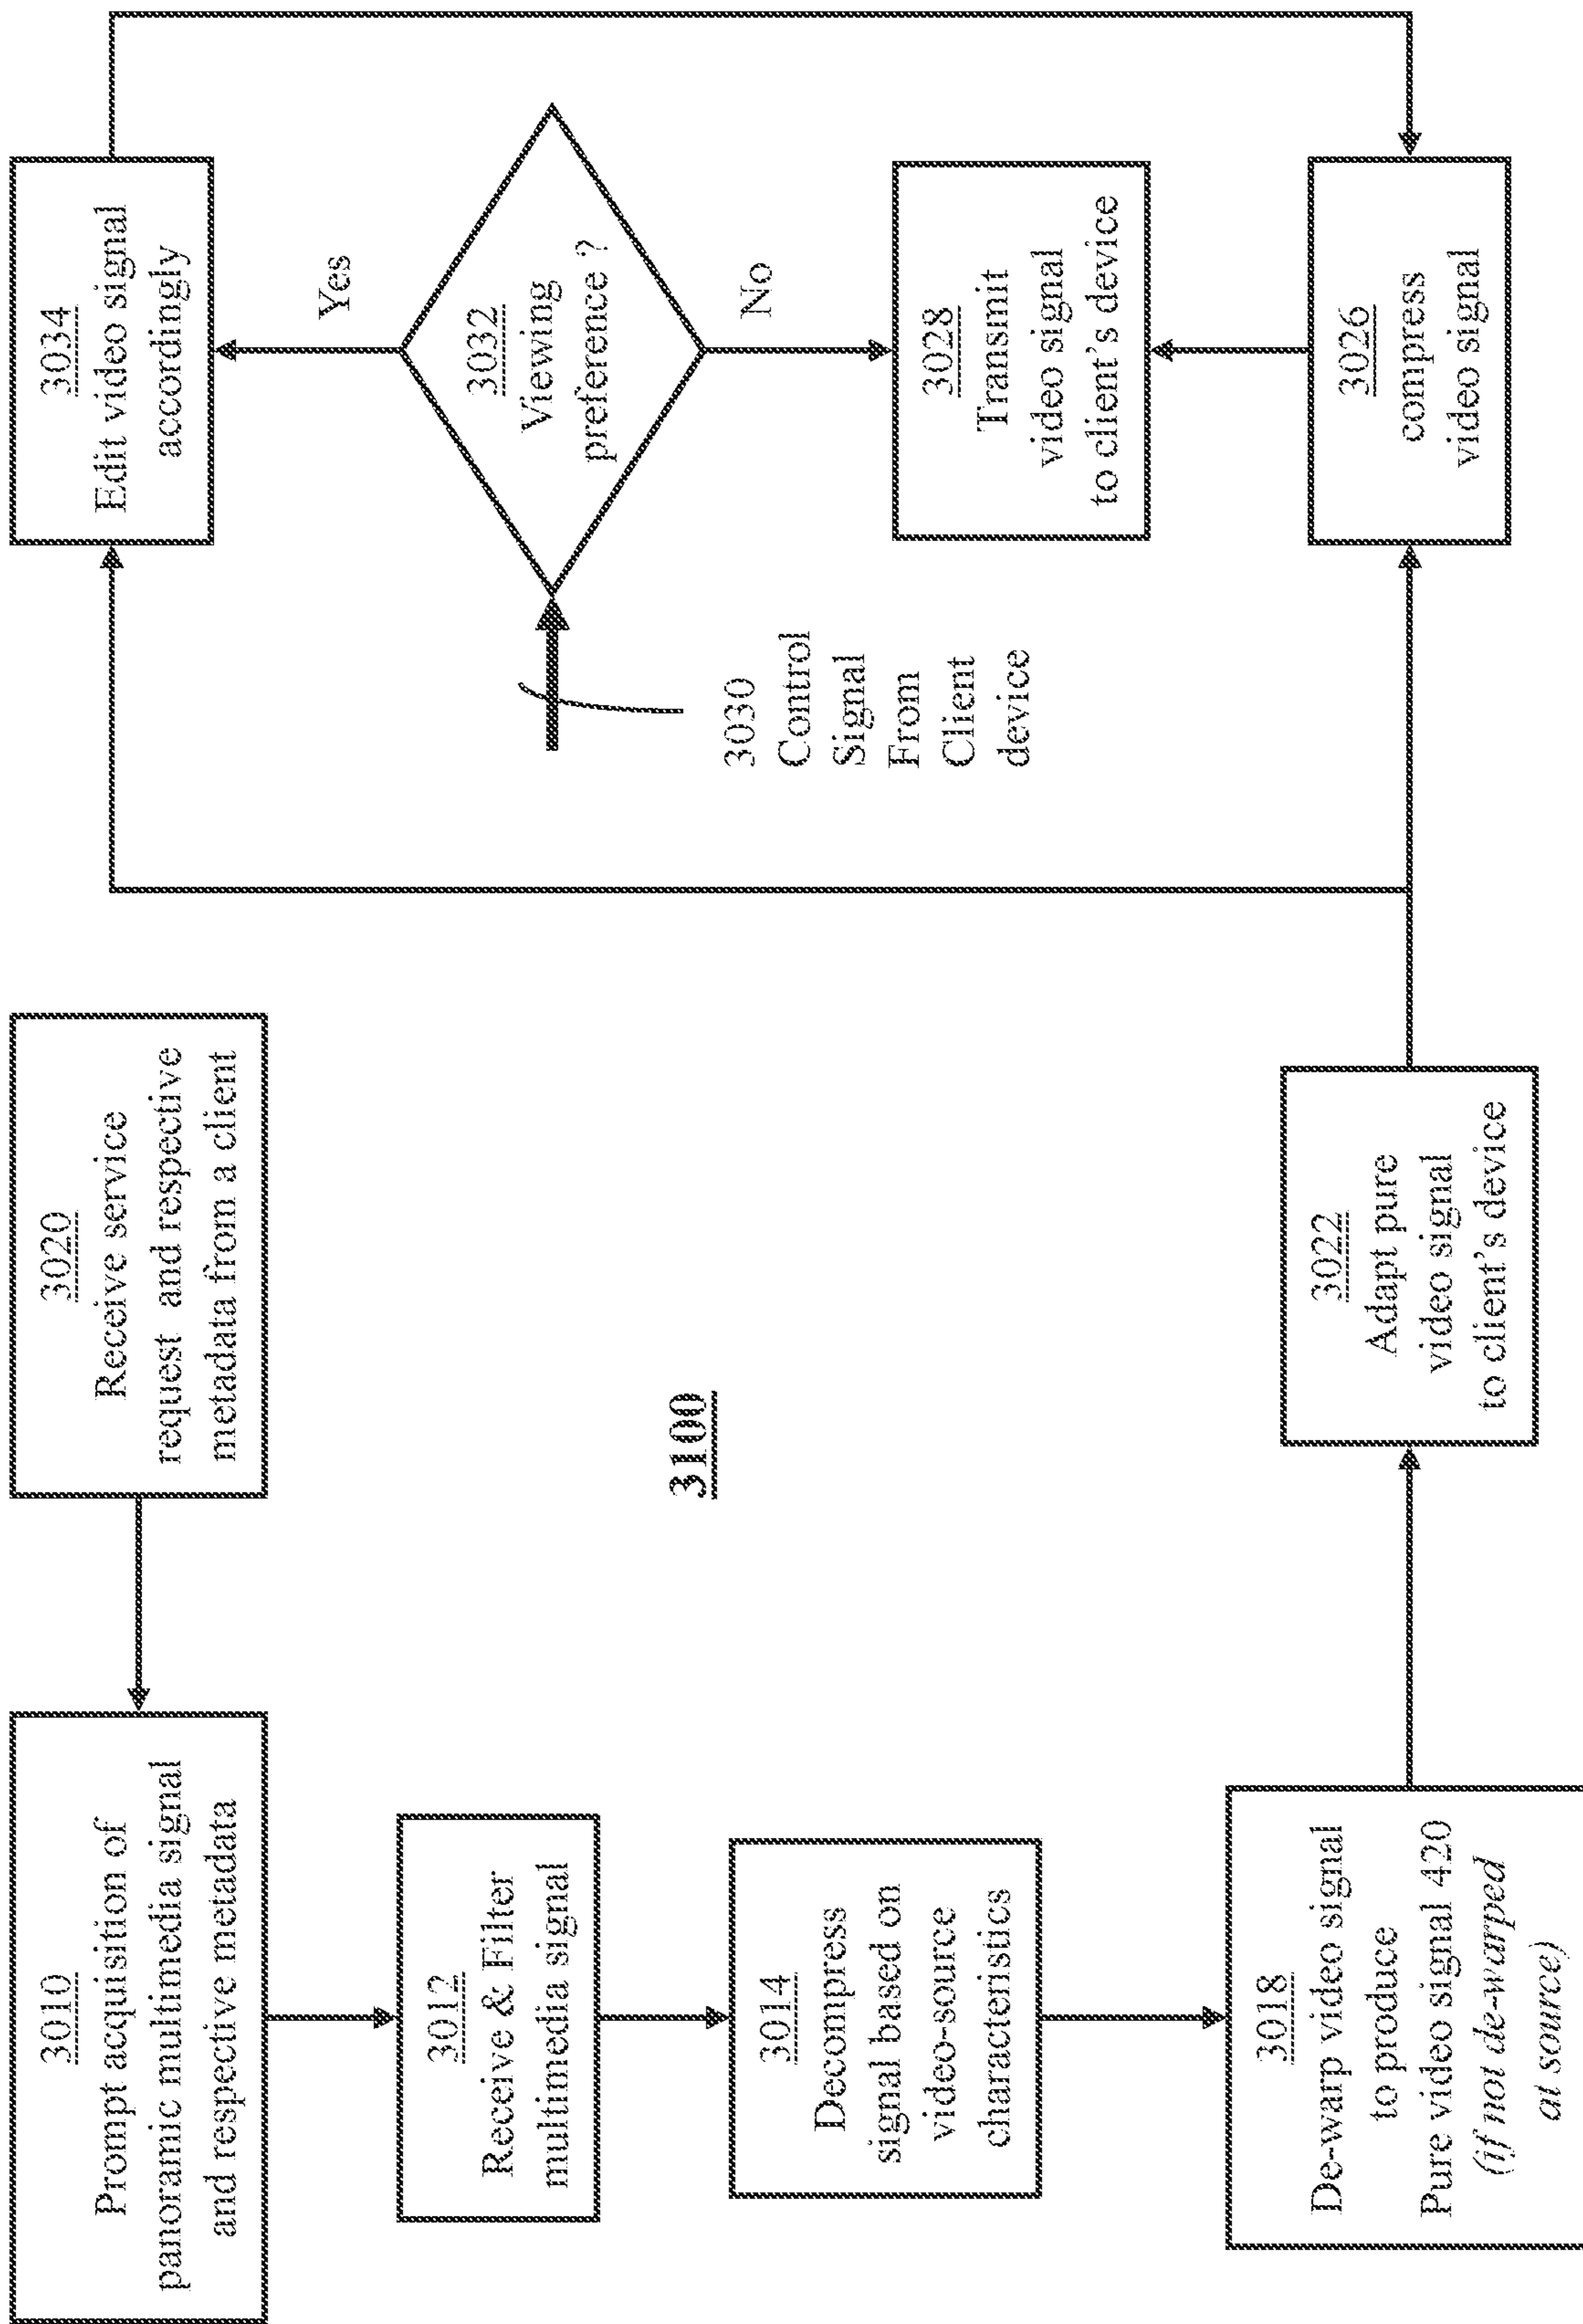 3010
Prompt acquisition of
panoramic multimedia signal
and respective metadata
3020
Receive service
request and respective
metadata from a client
3012
Receive & Filter
multimedia signal
3014
Decompress
signal based on
video-source
characteristics
3018
De-warp video signal
to produce
Pure video signal 420
(if not de-warped
at source)
3100
3022
Adapt pure
video signal
to client's device
3034
Edit video signal
accordingly
Yes
3032
Viewing
preference ?
No
3030
Control
Signal
From
Client
device
3028
Transmit
video signal
to client's device
3026
compress
video signal